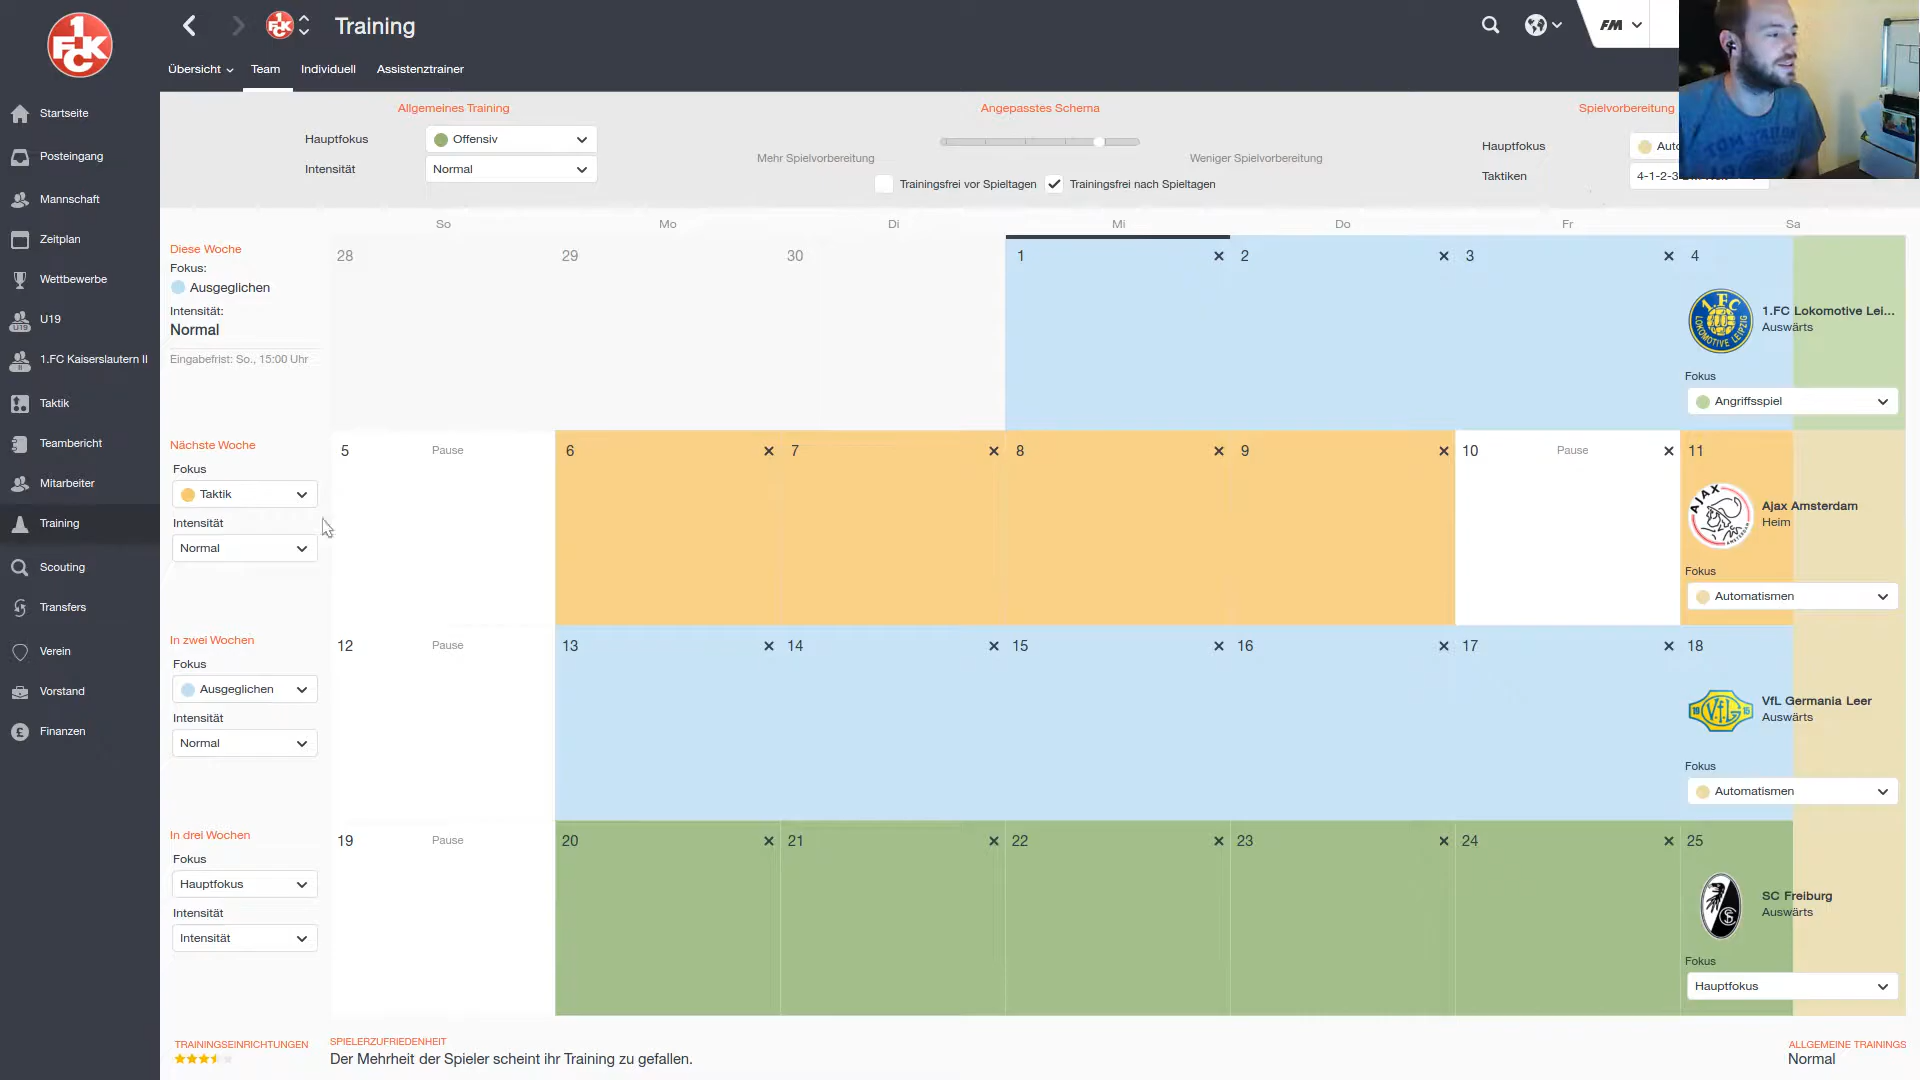 Training
FM
Übersicht
Team
Individuell
Assistenztrainer
Startseite
Posteingang
Mannschaft
Zeitplan
Wettbewerbe
U19
1.FC Kaiserslautern II
Taktik
Teambericht
Mitarbeiter
Training
Scouting
Transfers
Verein
Vorstand
Finanzen
Allgemeines Training
Hauptfokus
Offensiv
Intensität
Normal
Angepasstes Schema
Mehr Spielvorbereitung
Weniger Spielvorbereitung
Trainingsfrei vor Spieltagen
Trainingsfrei nach Spieltagen
Spielvorbereitung
Hauptfokus
Taktiken
4-1-2-3
So
Mo
Di
Mi
Do
Fr
Sa
Diese Woche
Fokus:
Ausgeglichen
Intensität:
Normal
Eingabefrist: So., 15:00 Uhr
28
29
30
1
2
3
4
1.FC Lokomotive Lei...
Auswärts
Fokus
Angriffsspiel
Nächste Woche
Fokus
Taktik
Intensität
Normal
5
Pause
6
7
8
9
10
Pause
11
Ajax Amsterdam
Heim
Fokus
Automatismen
In zwei Wochen
Fokus
Ausgeglichen
Intensität
Normal
12
Pause
13
14
15
16
17
18
VfL Germania Leer
Auswärts
Fokus
Automatismen
In drei Wochen
Fokus
Hauptfokus
Intensität
Intensität
19
Pause
20
21
22
23
24
25
SC Freiburg
Auswärts
Fokus
Hauptfokus
TRAININGSEINRICHTUNGEN
SPIELERZUFRIEDENHEIT
Der Mehrheit der Spieler scheint ihr Training zu gefallen.
ALLGEMEINE TRAININGS
Normal